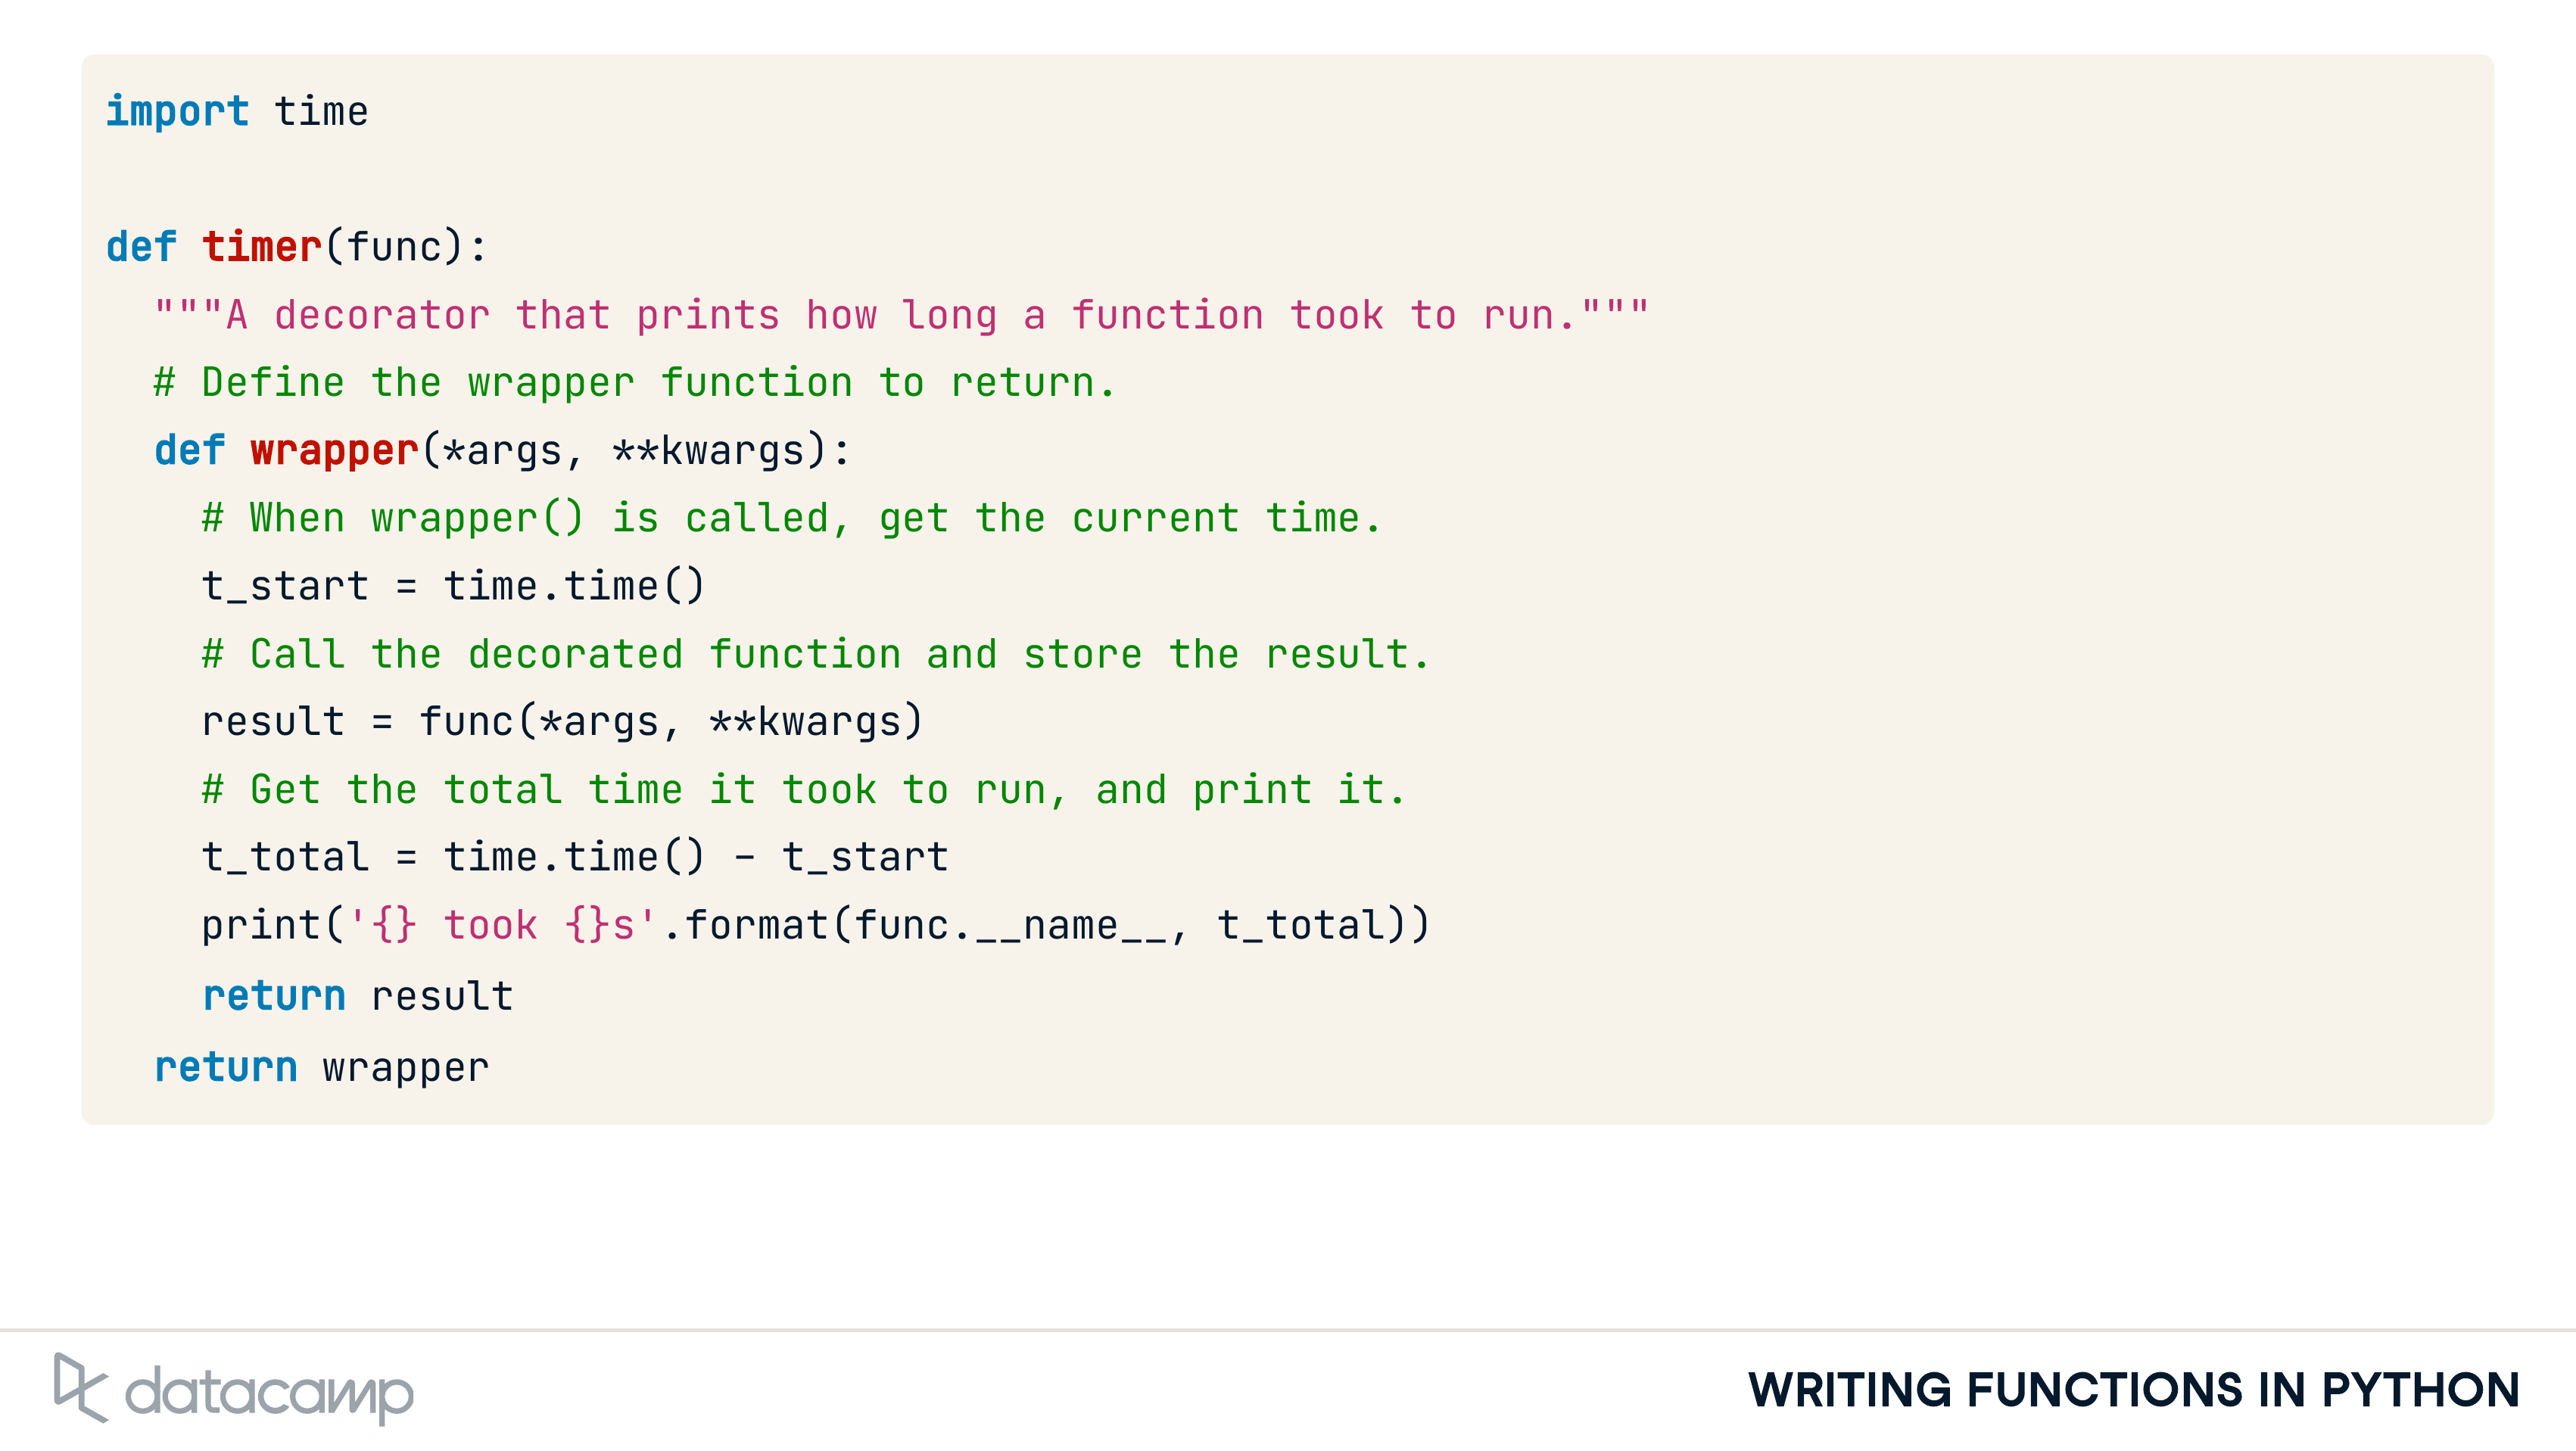 import time

def timer(func):
  """A decorator that prints how long a function took to run."""
  # Define the wrapper function to return.
  def wrapper(*args, **kwargs):
    # When wrapper() is called, get the current time.
    t_start = time.time()
    # Call the decorated function and store the result.
    result = func(*args, **kwargs)
    # Get the total time it took to run, and print it.
    t_total = time.time() - t_start
    print('{} took {}s'.format(func.__name__, t_total))
    return result
  return wrapper
datacamp
WRITING FUNCTIONS IN PYTHON